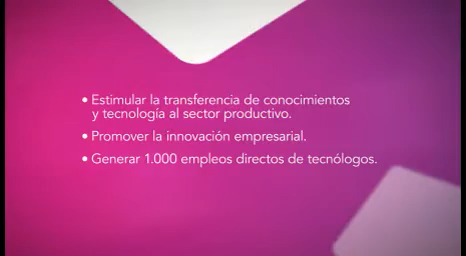 • Estimular la transferencia de conocimientos
y tecnología al sector productivo.
• Promover la innovación empresarial.
• Generar 1.000 empleos directos de tecnólogos.